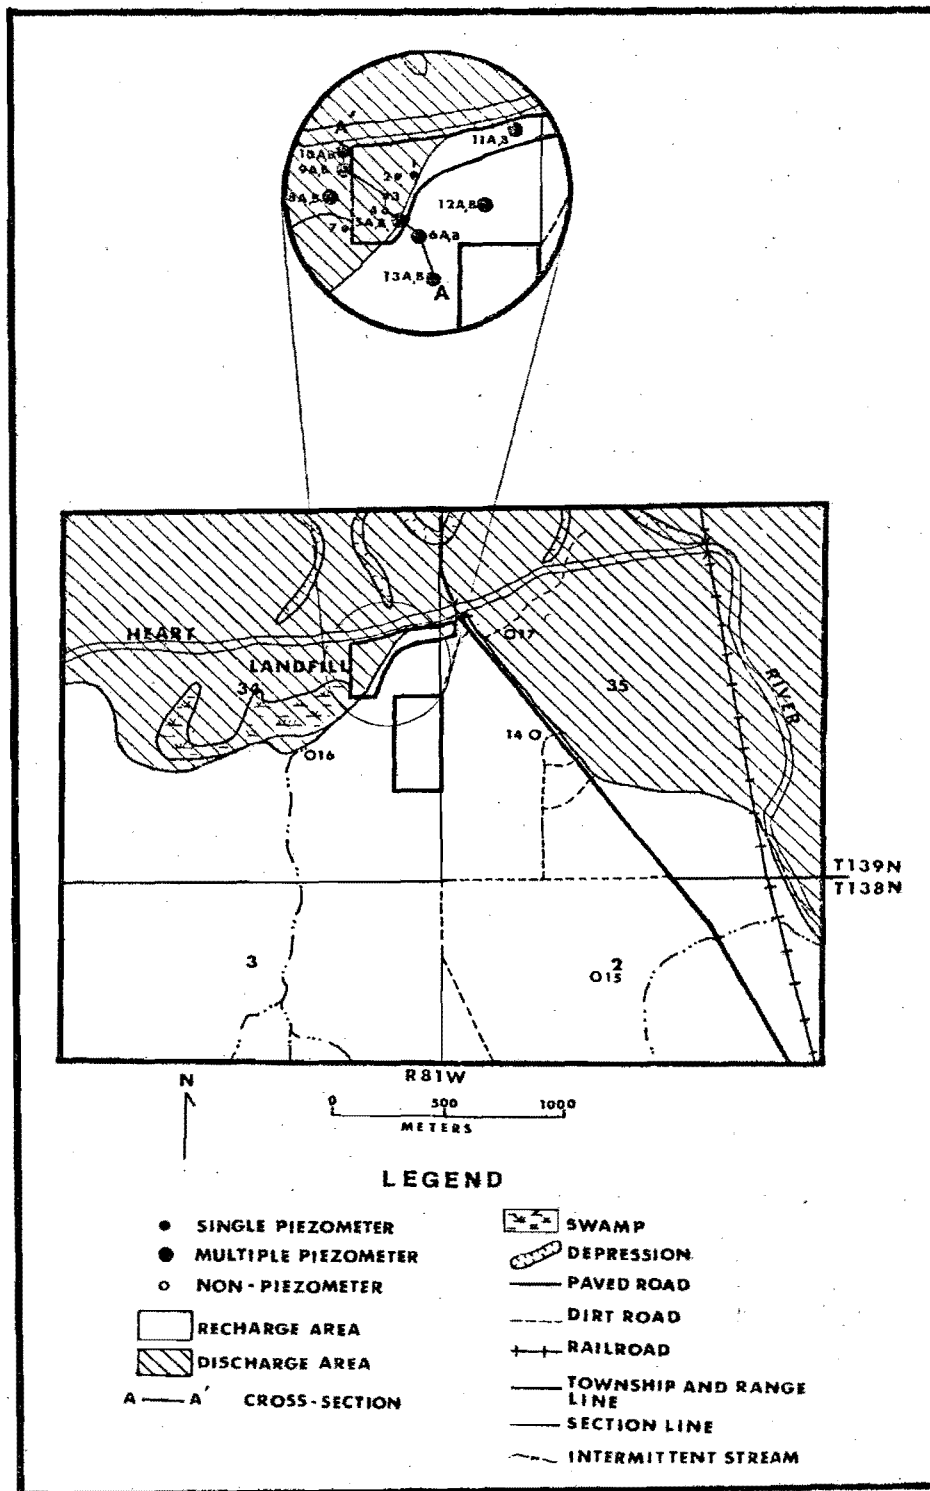 A'
11A,B
10A,B
9A,B
1
2
8A,B
3
12A,B
4
5A,B
7
6A,B
13A,B
A
HEART
O17
LANDFILL
34
35
RIVER
14 O
O16
T139N
T138N
3
2
O15
R81W
N
0 500 1000
METERS
LEGEND
SINGLE PIEZOMETER
MULTIPLE PIEZOMETER
NON-PIEZOMETER
RECHARGE AREA
DISCHARGE AREA
A — A' CROSS-SECTION
SWAMP
DEPRESSION
PAVED ROAD
DIRT ROAD
RAILROAD
TOWNSHIP AND RANGE
LINE
SECTION LINE
INTERMITTENT STREAM